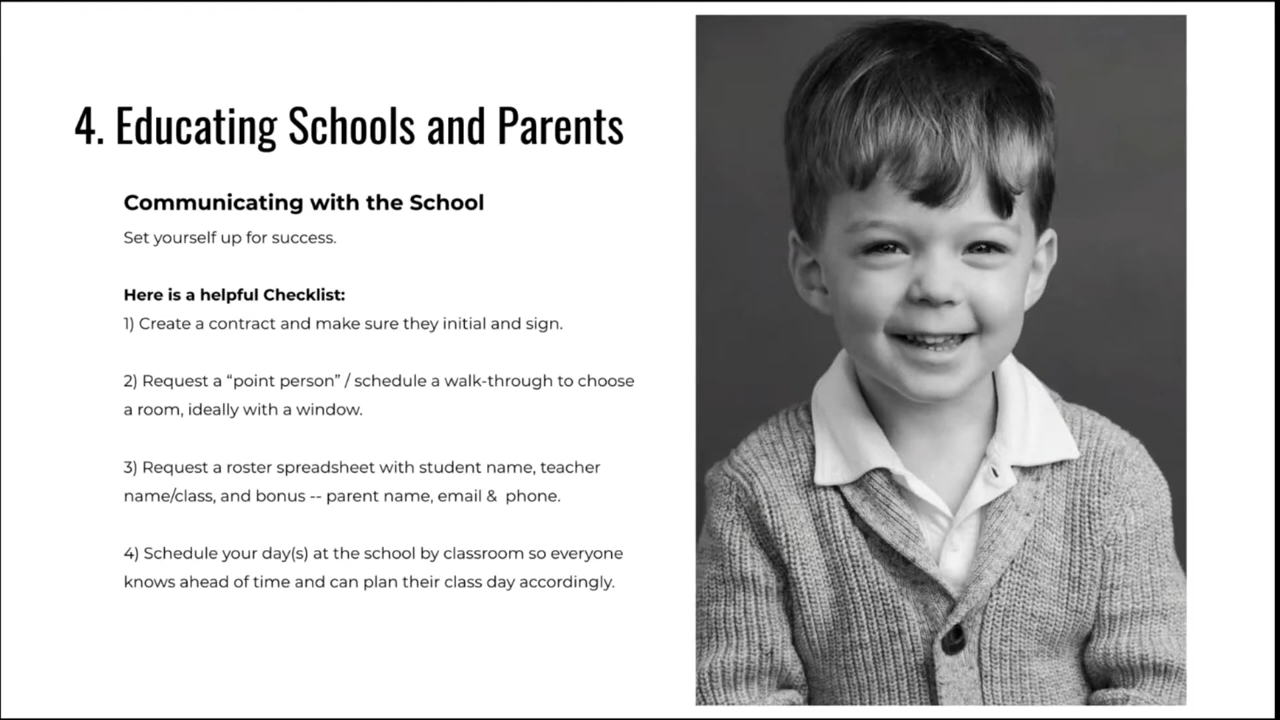 4. Educating Schools and Parents
Communicating with the School
Set yourself up for success.
Here is a helpful Checklist:
1) Create a contract and make sure they initial and sign.
2) Request a “point person” / schedule a walk-through to choose
a room, ideally with a window.
3) Request a roster spreadsheet with student name, teacher
name/class, and bonus -- parent name, email &  phone.
4) Schedule your day(s) at the school by classroom so everyone
knows ahead of time and can plan their class day accordingly.